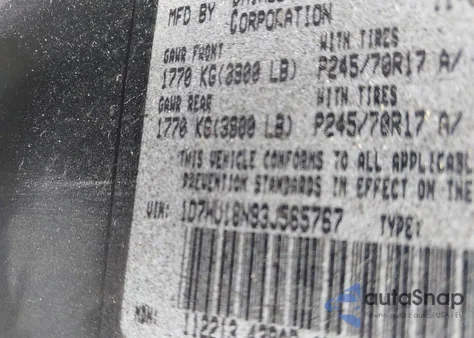 MFD BY
CORPORATION
GAWR FRONT WITH TIRES
1770 KG(3900 LB) P245/70R17 A/
GAWR REAR WITH TIRES
1770 KG(3900 LB) P245/70R17 A/
THIS VEHICLE CONFORMS TO ALL APPLICABL
PREVENTION STANDARDS IN EFFECT ON THE
VIN: 1D7HU18N93J565767 TYPE:
autoSnap